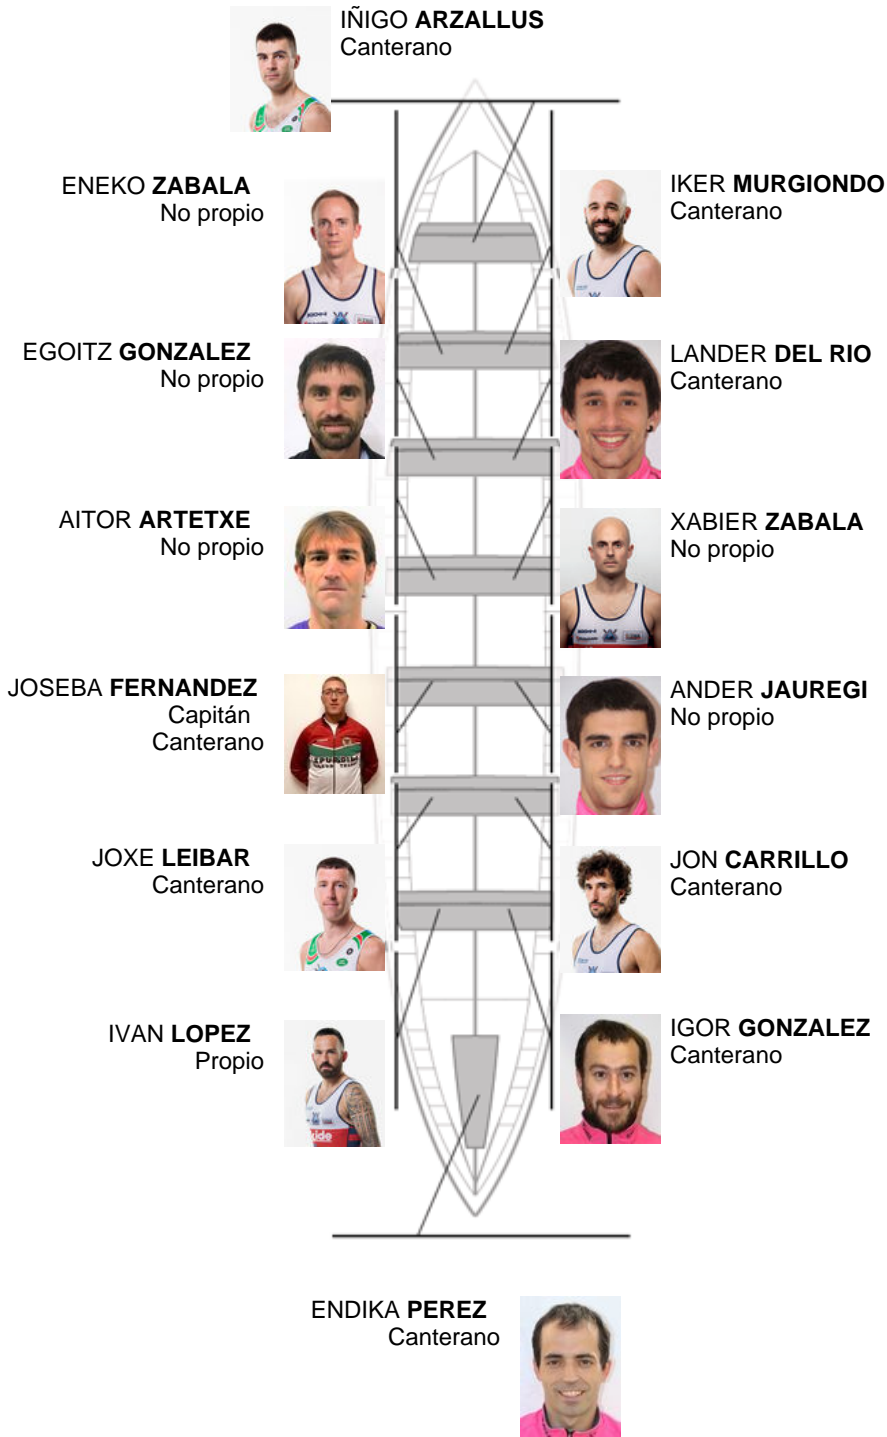 IÑIGO ARZALLUS
Canterano
ENEKO ZABALA
No propio
IKER MURGIONDO
Canterano
EGOITZ GONZALEZ
No propio
LANDER DEL RIO
Canterano
AITOR ARTETXE
No propio
XABIER ZABALA
No propio
JOSEBA FERNANDEZ
Capitán
Canterano
ANDER JAUREGI
No propio
JOXE LEIBAR
Canterano
JON CARRILLO
Canterano
IVAN LOPEZ
Propio
IGOR GONZALEZ
Canterano
ENDIKA PEREZ
Canterano